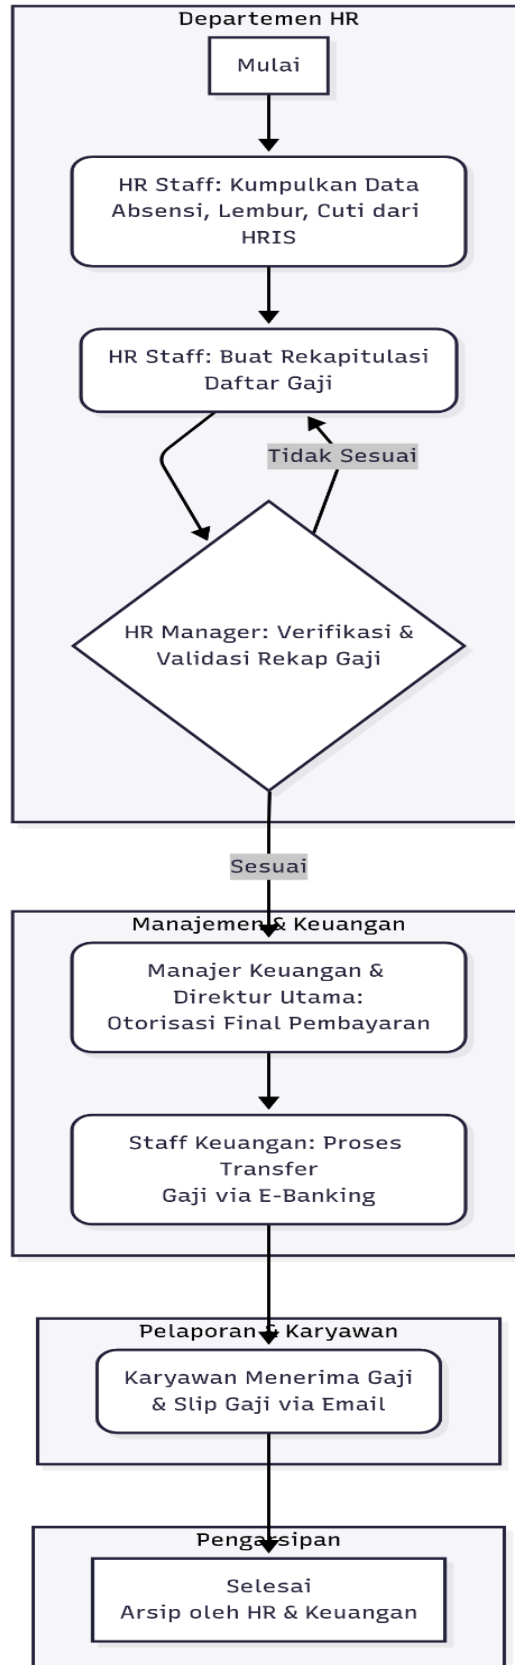 Departemen HR
Mulai
HR Staff: Kumpulkan Data
Absensi, Lembur, Cuti dari
HRIS
HR Staff: Buat Rekapitulasi
Daftar Gaji
Tidak Sesuai
HR Manager: Verifikasi &
Validasi Rekap Gaji
Sesuai
Manajemen & Keuangan
Manajer Keuangan &
Direktur Utama:
Otorisasi Final Pembayaran
Staff Keuangan: Proses
Transfer
Gaji via E-Banking
Pelaporan & Karyawan
Karyawan Menerima Gaji
& Slip Gaji via Email
Pengarsipan
Selesai
Arsip oleh HR & Keuangan